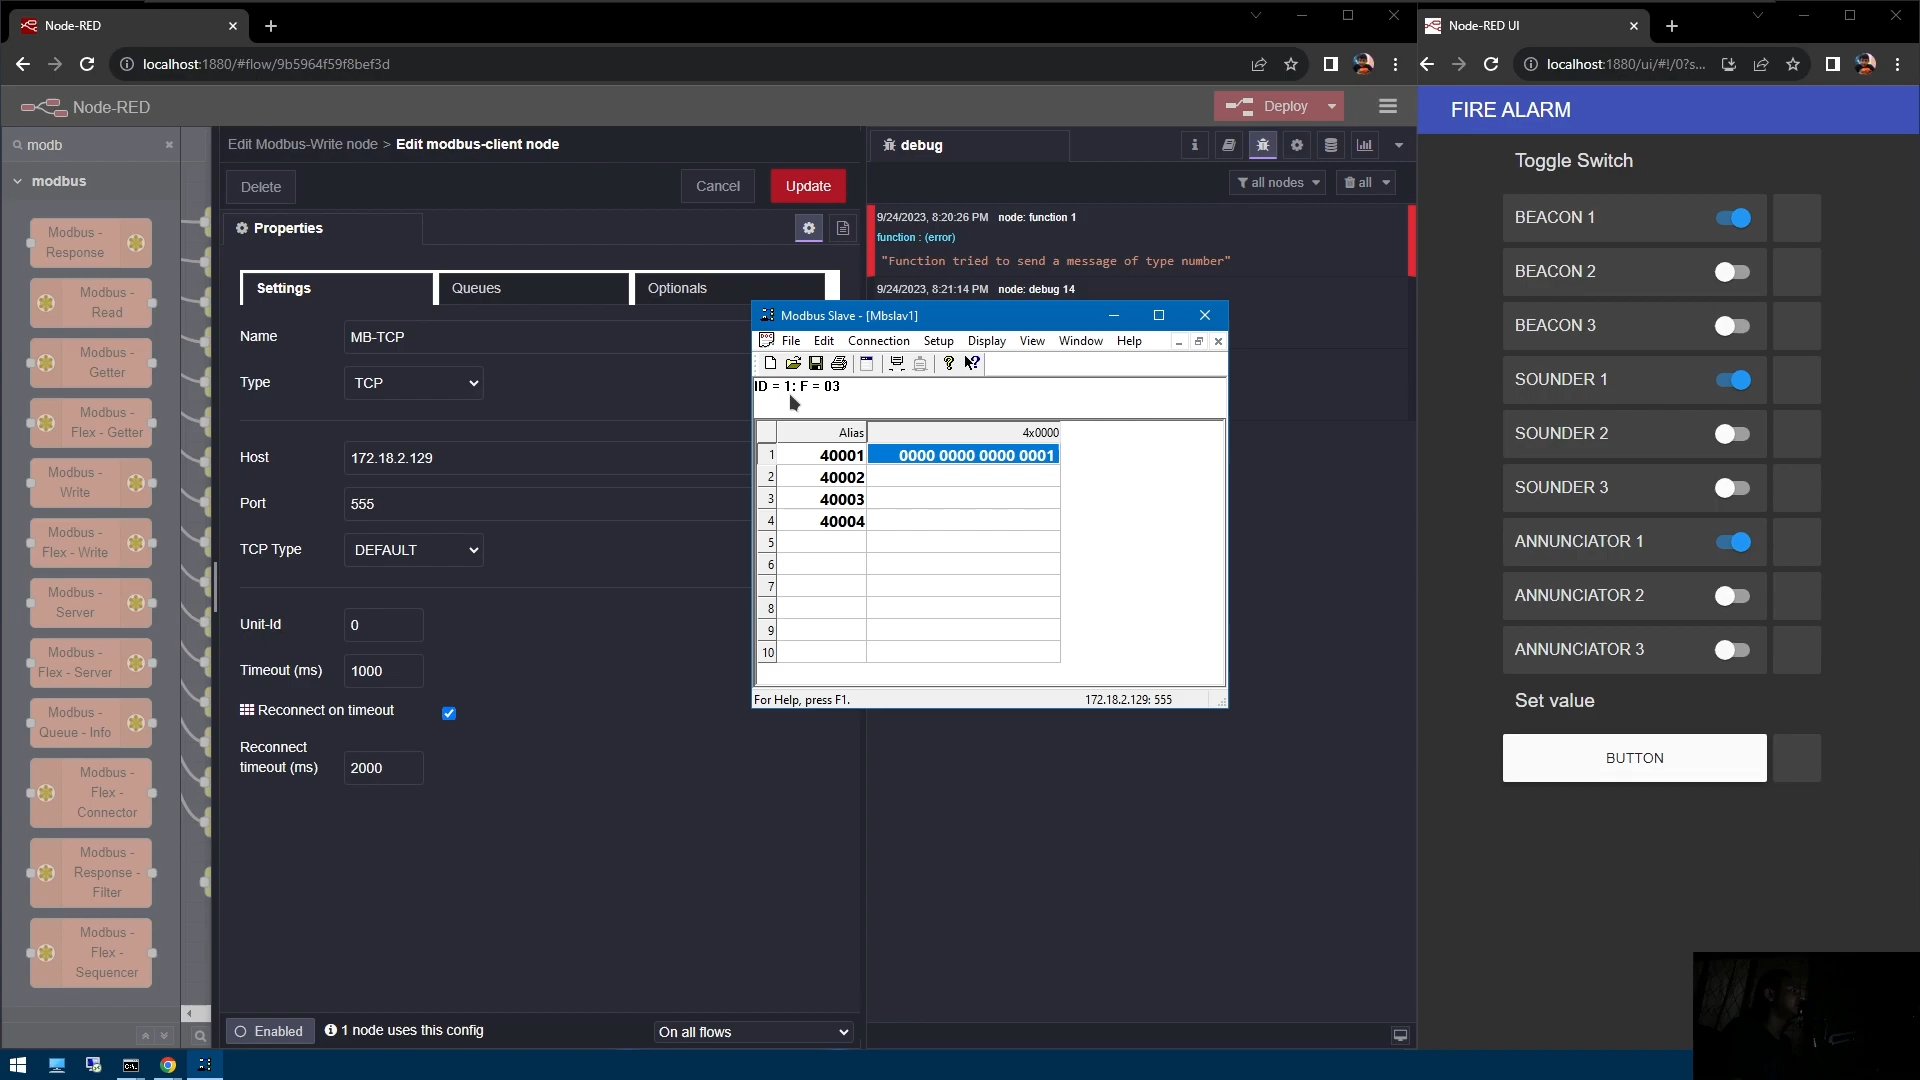 Node-RED
localhost:1880/#flow/9b5964f59f8bef3d
Node-RED
Deploy
modb
modbus
Modbus -
Response
Modbus -
Read
Modbus -
Getter
Modbus -
Flex - Getter
Modbus -
Write
Modbus -
Flex - Write
Modbus -
Server
Modbus -
Flex - Server
Modbus -
Queue - Info
Modbus -
Flex -
Connector
Modbus -
Response -
Filter
Modbus -
Flex -
Sequencer
Edit Modbus-Write node > Edit modbus-client node
Delete
Cancel
Update
Properties
Settings
Queues
Optionals
Name
MB-TCP
Type
TCP
Host
172.18.2.129
Port
555
TCP Type
DEFAULT
Unit-Id
0
Timeout (ms)
1000
Reconnect on timeout
Reconnect
timeout (ms)
2000
Enabled
1 node uses this config
On all flows
debug
all nodes
all
9/24/2023, 8:20:26 PM node: function 1
function : (error)
"Function tried to send a message of type number"
9/24/2023, 8:21:14 PM node: debug 14
Modbus Slave - [Mbslav1]
File Edit Connection Setup Display View Window Help
ID = 1: F = 03
Alias 4x0000
1 40001 0000 0000 0000 0001
2 40002
3 40003
4 40004
5
6
7
8
9
10
For Help, press F1.
172.18.2.129: 555
Node-RED UI
localhost:1880/ui/#!/0?s...
FIRE ALARM
Toggle Switch
BEACON 1
BEACON 2
BEACON 3
SOUNDER 1
SOUNDER 2
SOUNDER 3
ANNUNCIATOR 1
ANNUNCIATOR 2
ANNUNCIATOR 3
Set value
BUTTON